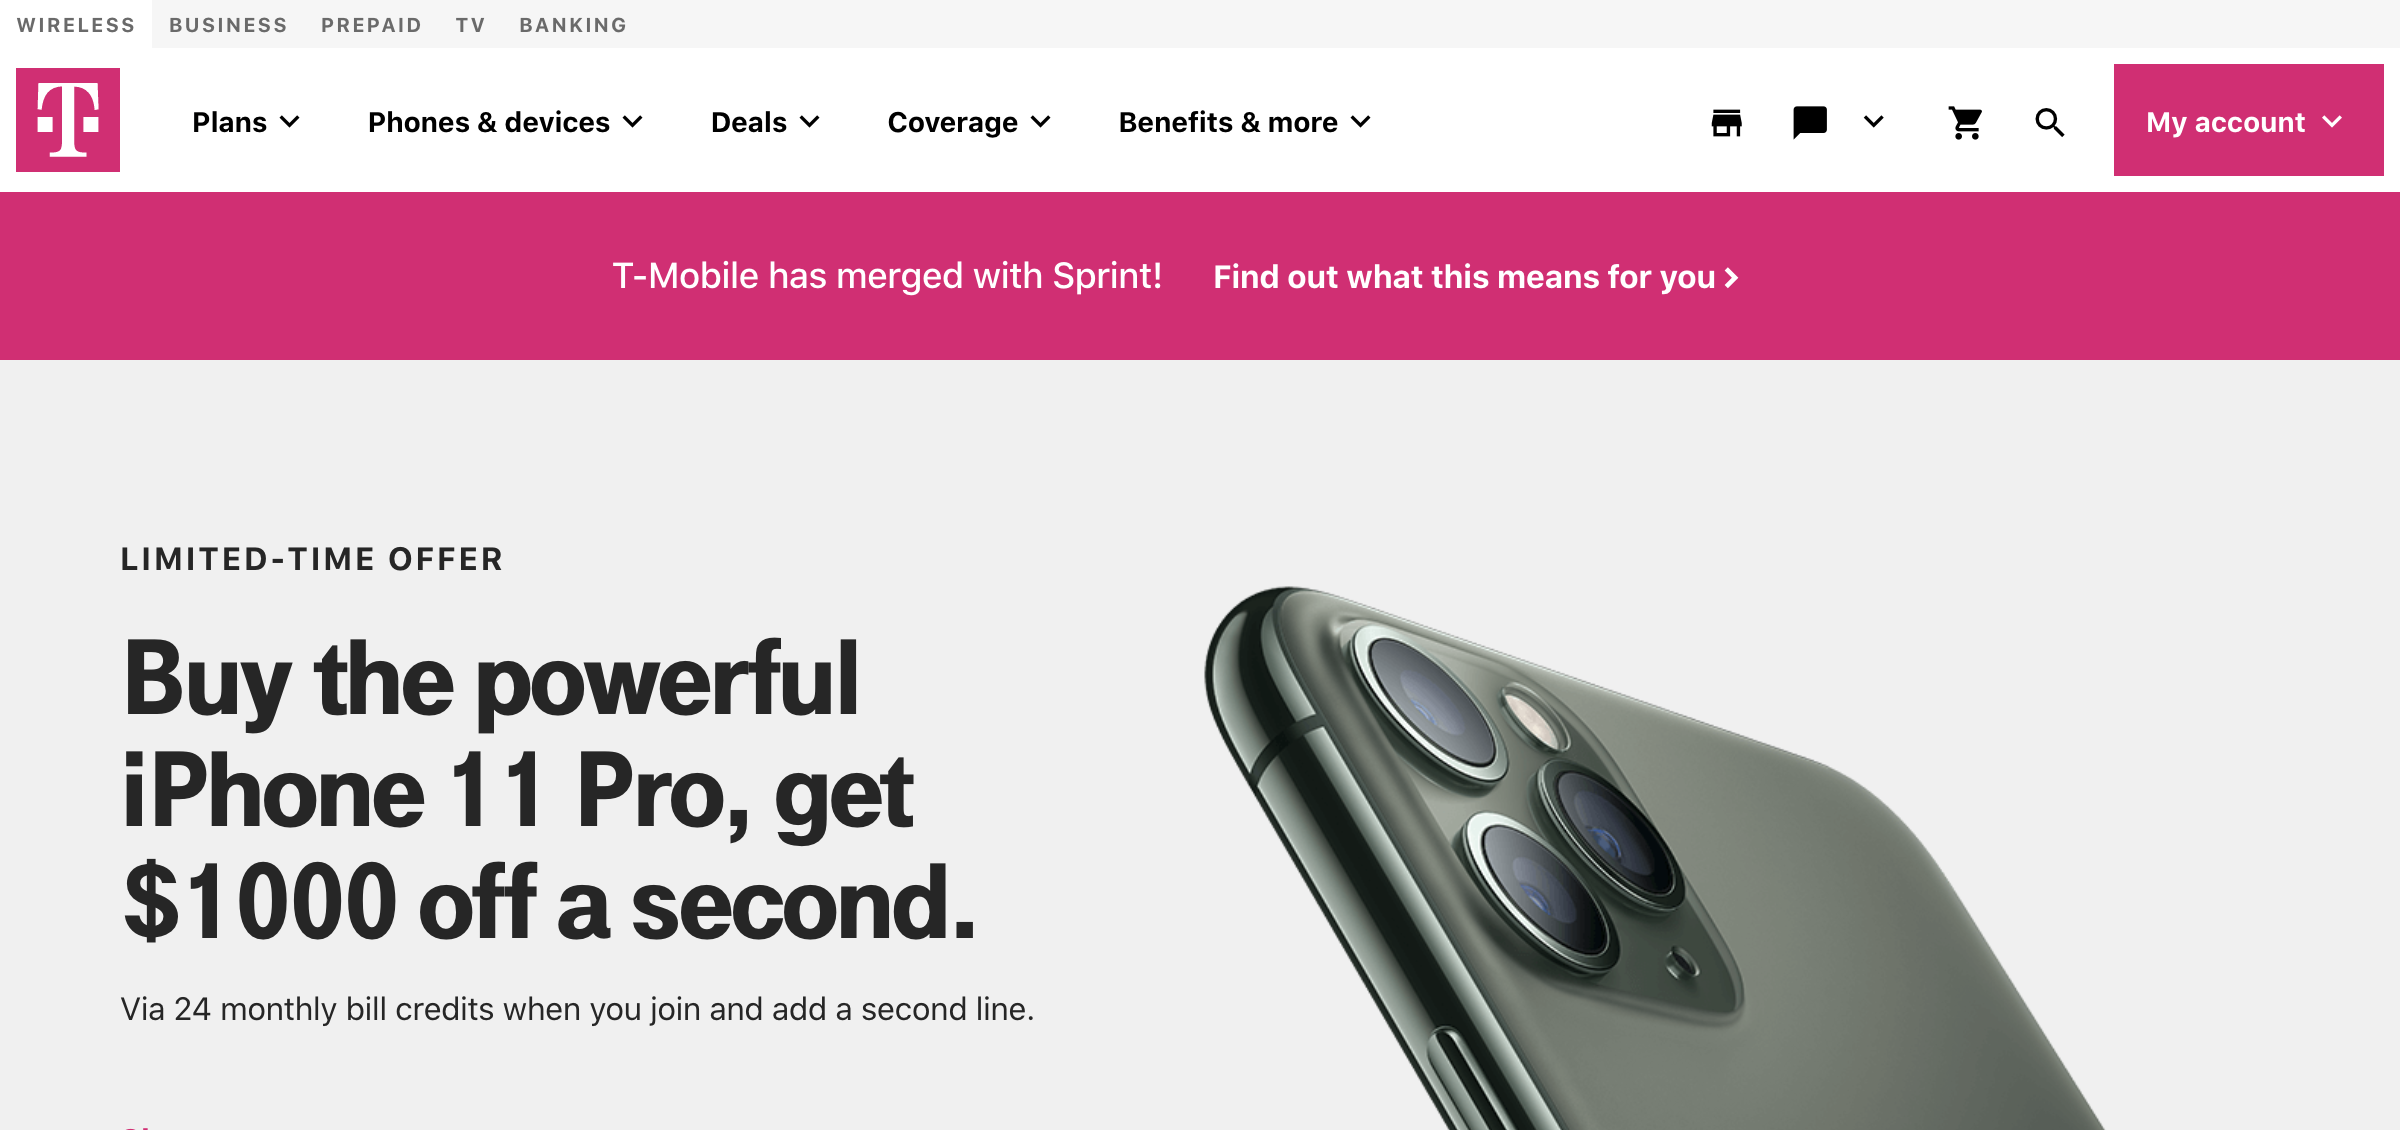 WIRELESS BUSINESS PREPAID TV BANKING
T Plans Phones & devices Deals Coverage Benefits & more My account
T-Mobile has merged with Sprint! Find out what this means for you
LIMITED-TIME OFFER
Buy the powerful
iPhone 11 Pro, get
$1000 off a second.
Via 24 monthly bill credits when you join and add a second line.